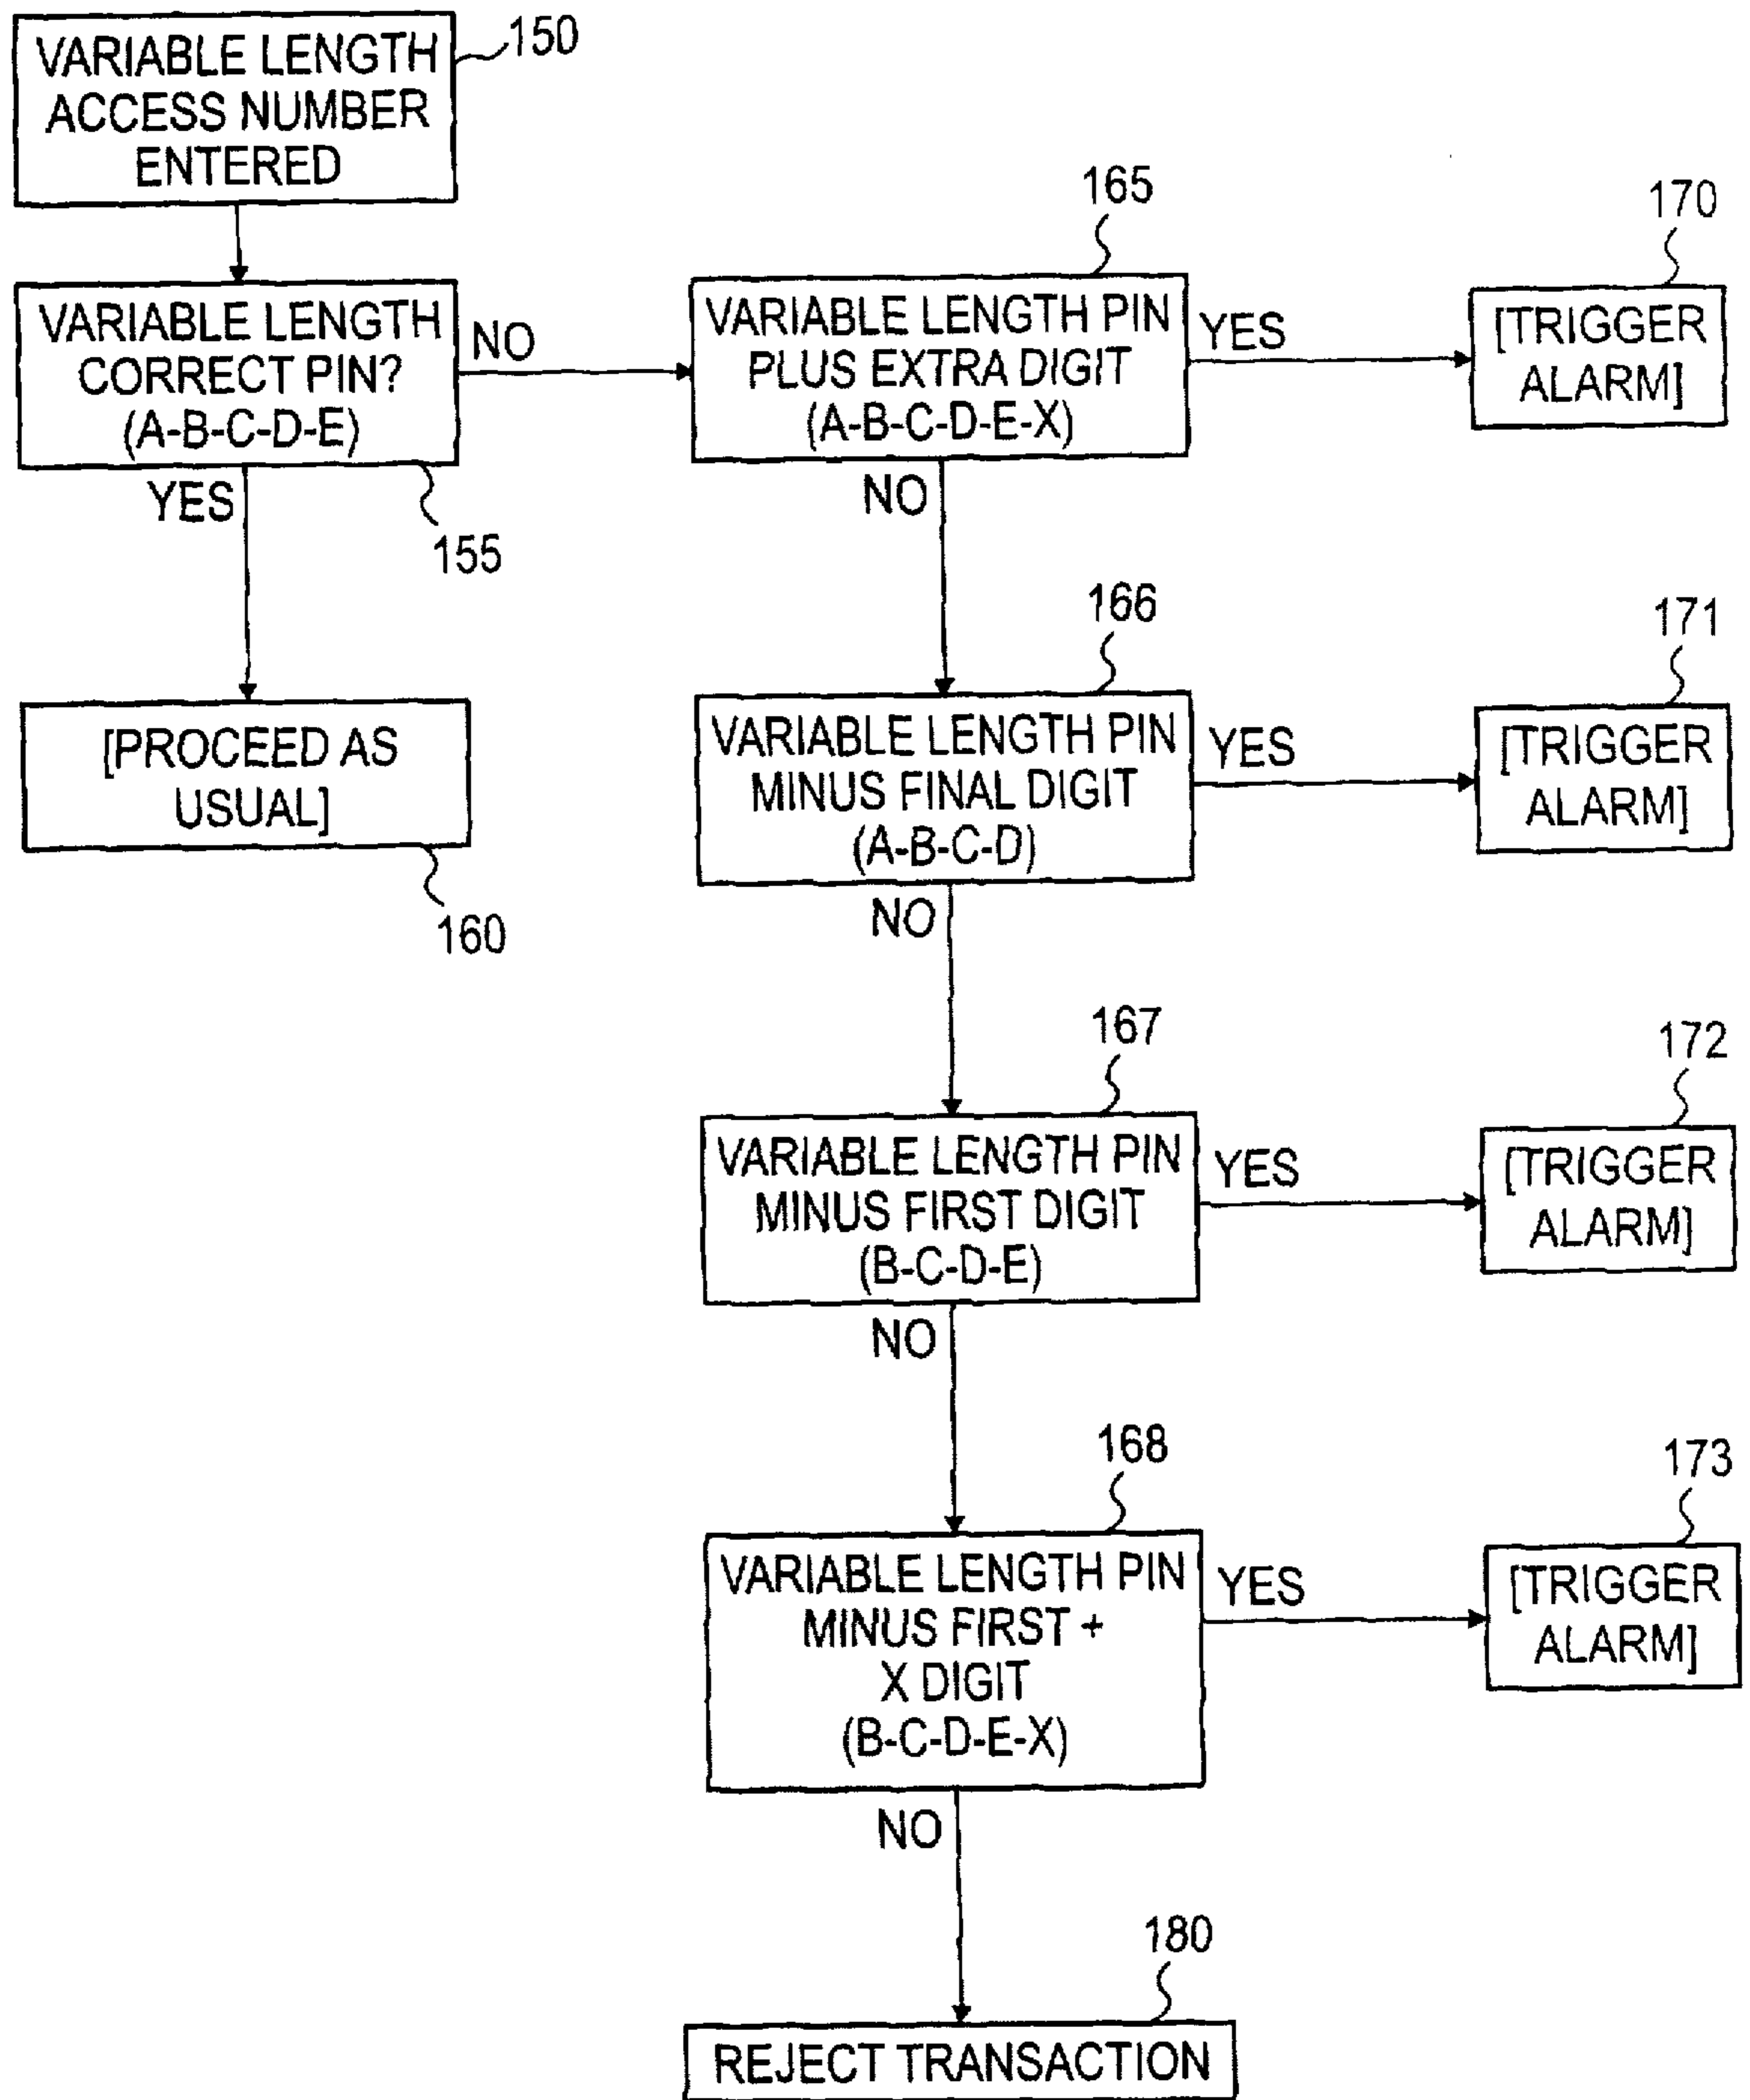 150
VARIABLE LENGTH
ACCESS NUMBER
ENTERED
165
170
VARIABLE LENGTH
CORRECT PIN?
(A-B-C-D-E)
NO
VARIABLE LENGTH PIN
PLUS EXTRA DIGIT
(A-B-C-D-E-X)
YES
[TRIGGER
ALARM]
YES
155
NO
[PROCEED AS
USUAL]
160
166
171
VARIABLE LENGTH PIN
MINUS FINAL DIGIT
(A-B-C-D)
YES
[TRIGGER
ALARM]
NO
167
172
VARIABLE LENGTH PIN
MINUS FIRST DIGIT
(B-C-D-E)
YES
[TRIGGER
ALARM]
NO
168
173
VARIABLE LENGTH PIN
MINUS FIRST +
X DIGIT
(B-C-D-E-X)
YES
[TRIGGER
ALARM]
NO
180
REJECT TRANSACTION